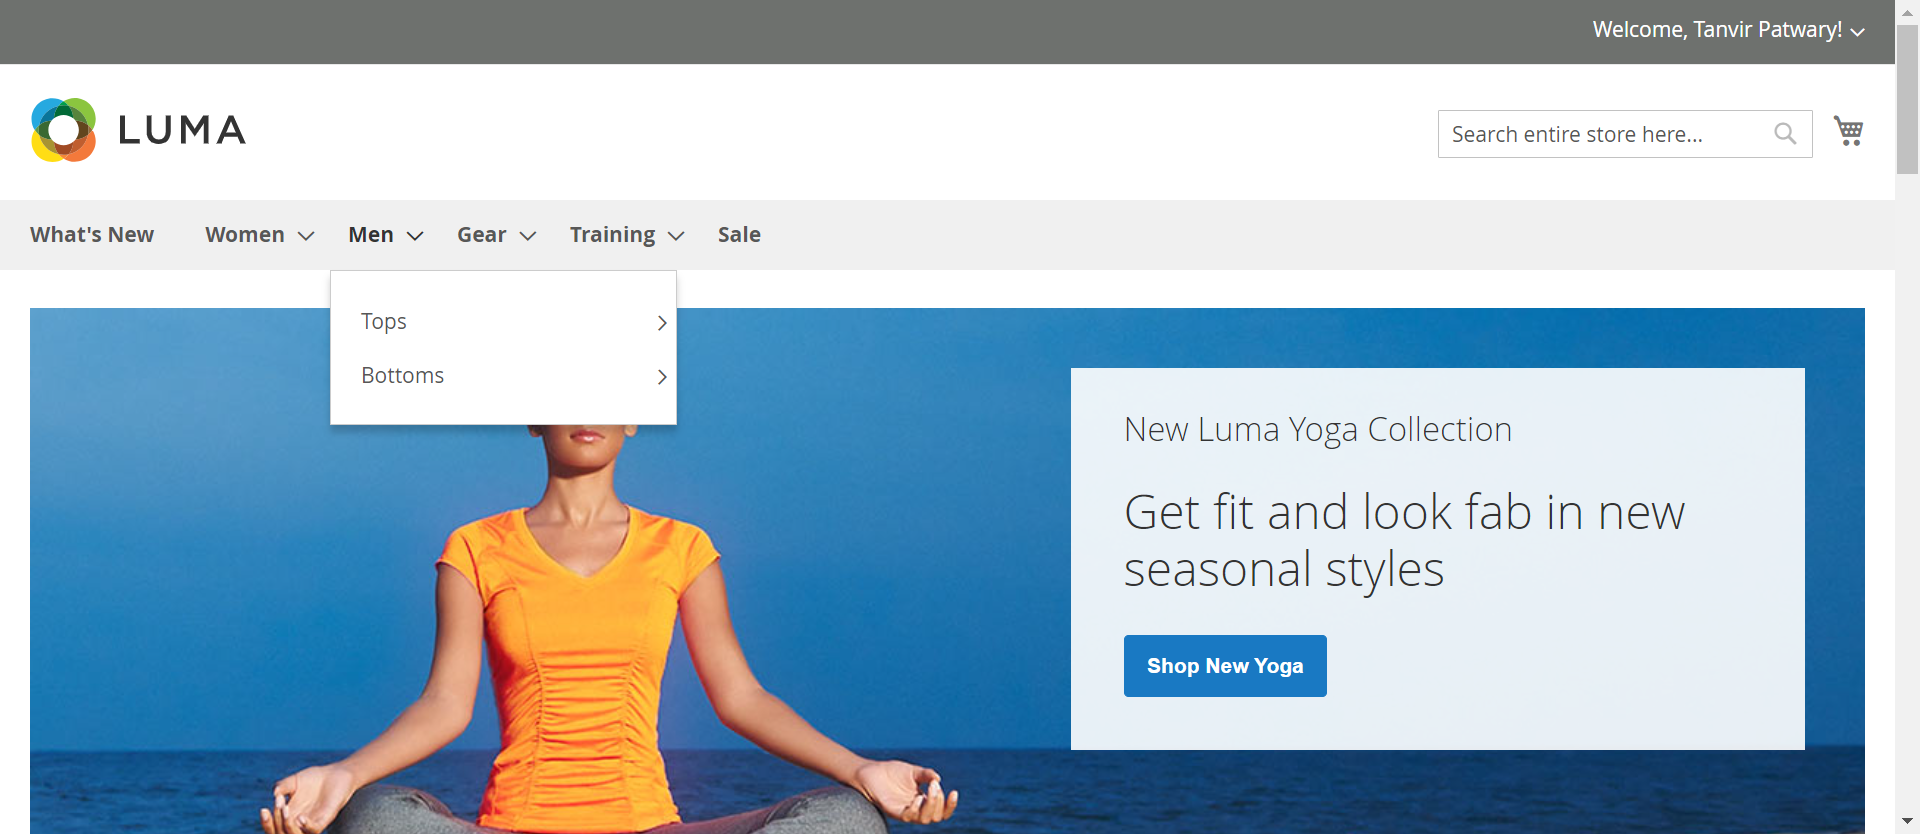 Welcome, Tanvir Patwary!
LUMA
Search entire store here...
What's New Women Men Gear Training Sale
Tops
Bottoms
New Luma Yoga Collection
Get fit and look fab in new
seasonal styles
Shop New Yoga